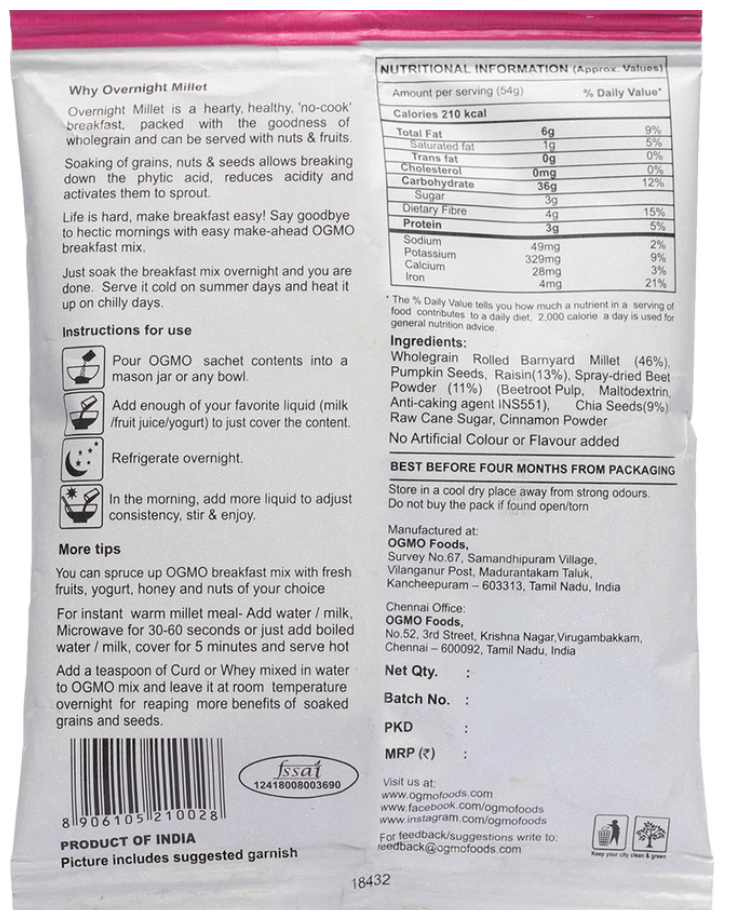 Why Overnight Millet
Overnight Millet is a hearty, healthy, 'no-cook'
breakfast, packed with the goodness of
wholegrain and can be served with nuts & fruits.
Soaking of grains, nuts & seeds allows breaking
down the phytic acid, reduces acidity and
activates them to sprout.
Life is hard, make breakfast easy! Say goodbye
to hectic mornings with easy make-ahead OGMO
breakfast mix.
Just soak the breakfast mix overnight and you are
done. Serve it cold on summer days and heat it
up on chilly days.
Instructions for use
Pour OGMO sachet contents into a
mason jar or any bowl.
Add enough of your favorite liquid (milk
/fruit juice/yogurt) to just cover the content.
Refrigerate overnight.
In the morning, add more liquid to adjust
consistency, stir & enjoy.
More tips
You can spruce up OGMO breakfast mix with fresh
fruits, yogurt, honey and nuts of your choice
For instant warm millet meal- Add water / milk,
Microwave for 30-60 seconds or just add boiled
water / milk, cover for 5 minutes and serve hot
Add a teaspoon of Curd or Whey mixed in water
to OGMO mix and leave it at room temperature
overnight for reaping more benefits of soaked
grains and seeds.
8 906105 210028
fssai
12418008003690
PRODUCT OF INDIA
Picture includes suggested garnish
NUTRITIONAL INFORMATION (Approx. Values)
Amount per serving (54g) % Daily Value*
Calories 210 kcal
Total Fat 6g 9%
Saturated fat 1g 5%
Trans fat 0g 0%
Cholesterol 0mg 0%
Carbohydrate 36g 12%
Sugar 3g
Dietary Fibre 4g 15%
Protein 3g 5%
Sodium 49mg 2%
Potassium 329mg 9%
Calcium 28mg 3%
Iron 4mg 21%
* The % Daily Value tells you how much a nutrient in a serving of
food contributes to a daily diet, 2,000 calorie a day is used for
general nutrition advice.
Ingredients:
Wholegrain Rolled Barnyard Millet (46%),
Pumpkin Seeds, Raisin(13%), Spray-dried Beet
Powder (11%) (Beetroot Pulp, Maltodextrin,
Anti-caking agent INS551), Chia Seeds(9%)
Raw Cane Sugar, Cinnamon Powder
No Artificial Colour or Flavour added
BEST BEFORE FOUR MONTHS FROM PACKAGING
Store in a cool dry place away from strong odours.
Do not buy the pack if found open/torn
Manufactured at:
OGMO Foods,
Survey No.67, Samandhipuram Village,
Vilanganur Post, Madurantakam Taluk,
Kancheepuram – 603313, Tamil Nadu, India
Chennai Office:
OGMO Foods,
No.52, 3rd Street, Krishna Nagar,Virugambakkam,
Chennai – 600092, Tamil Nadu, India
Net Qty. :
Batch No. :
PKD :
MRP (₹) :
Visit us at:
www.ogmofoods.com
www.facebook.com/ogmofoods
www.instagram.com/ogmofoods
For feedback/suggestions write to:
feedback@ogmofoods.com
Keep your city clean & green
18432